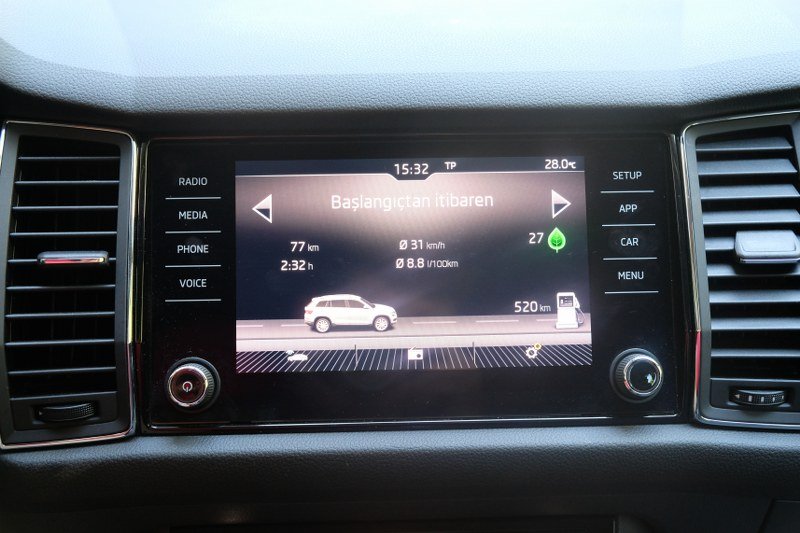 15:32 TP 28.0℃
RADIO
MEDIA
PHONE
VOICE
Başlangıçtan itibaren
77 km Ø 31 km/h 27
2:32 h Ø 8.8 l/100km
520 km
SETUP
APP
CAR
MENU